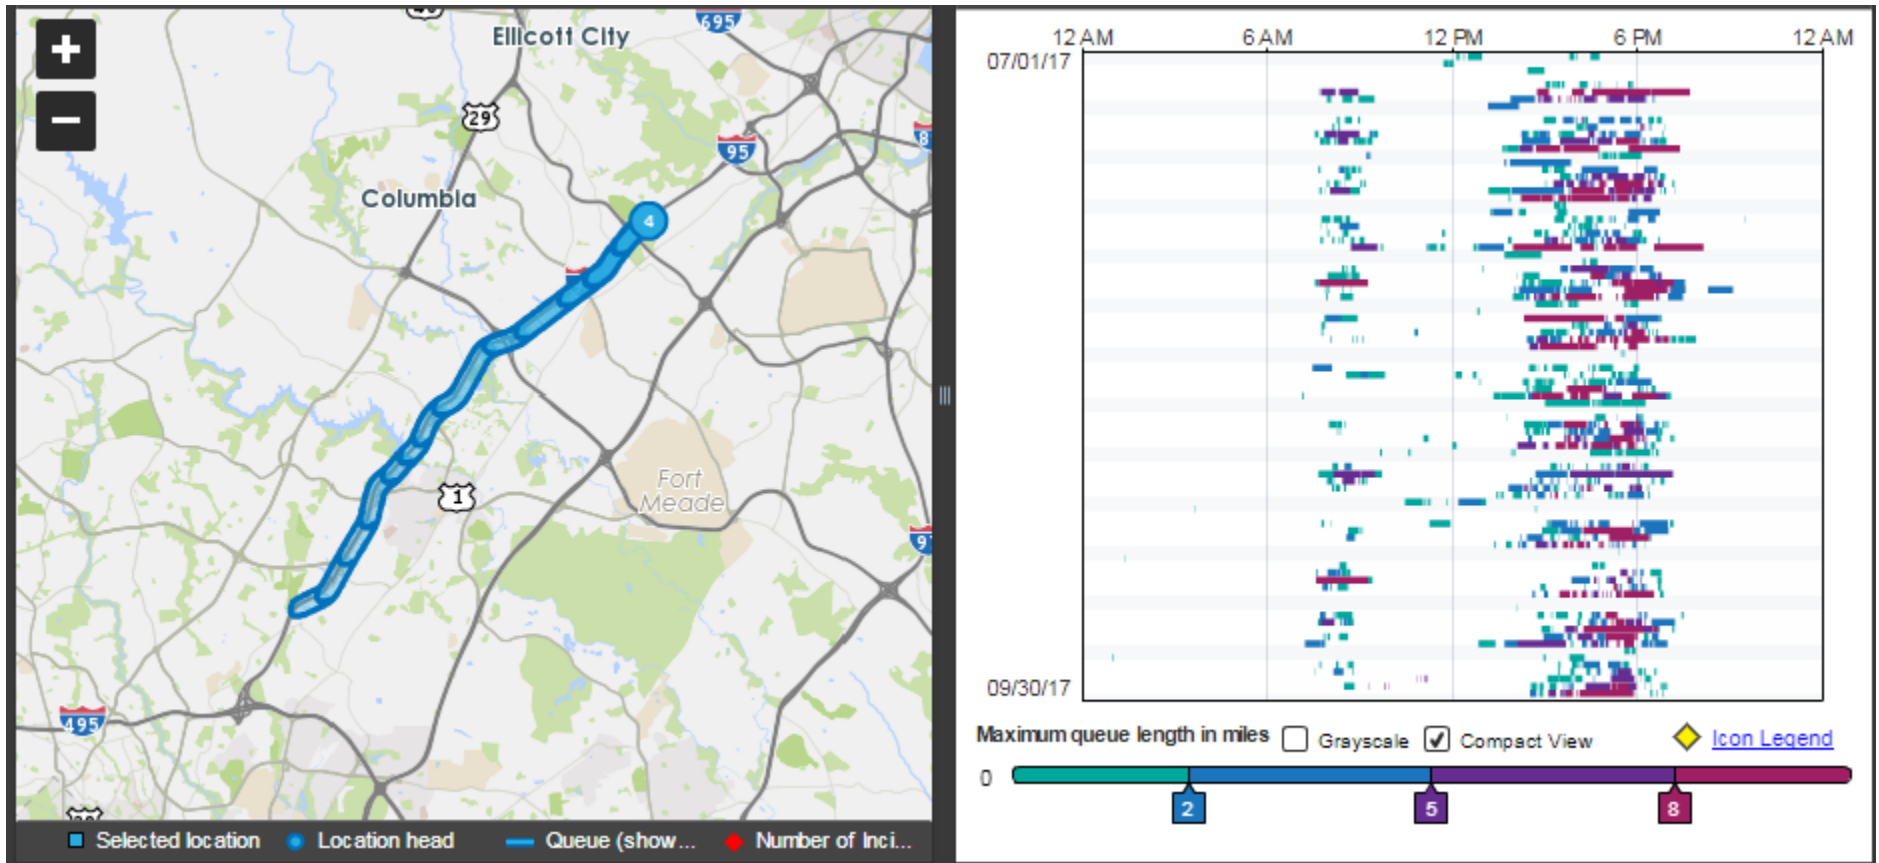 +
−
Ellicott City
695
29
95
Columbia
4
1
Fort
Meade
495
Selected location
Location head
Queue (show...
Number of Inci...
12 AM
6 AM
12 PM
6 PM
12 AM
07/01/17
09/30/17
Maximum queue length in miles
Grayscale
Compact View
Icon Legend
0
2
5
8